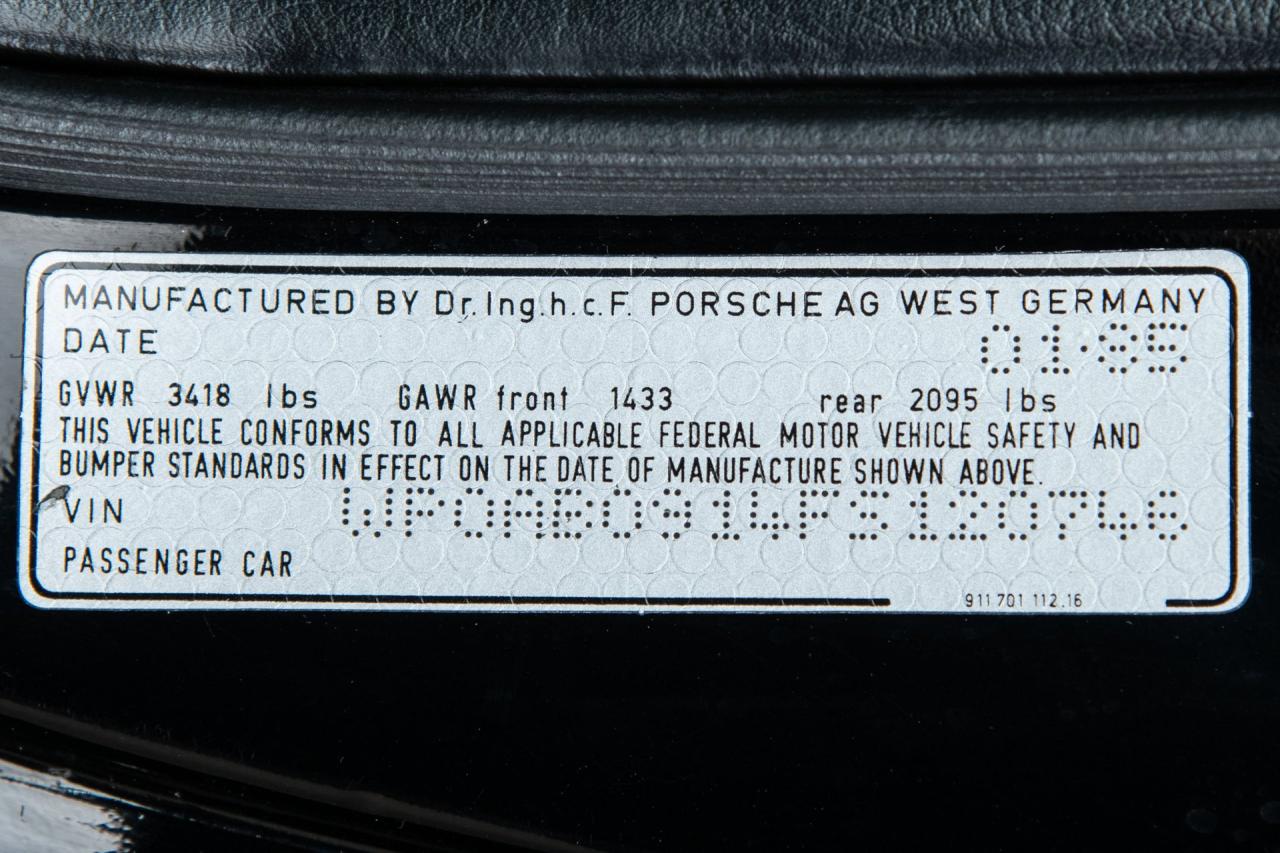 MANUFACTURED BY Dr. Ing.h.c.F. PORSCHE AG WEST GERMANY
DATE 01·85
GVWR 3418 lbs GAWR front 1433 rear 2095 lbs
THIS VEHICLE CONFORMS TO ALL APPLICABLE FEDERAL MOTOR VEHICLE SAFETY AND
BUMPER STANDARDS IN EFFECT ON THE DATE OF MANUFACTURE SHOWN ABOVE.
VIN WP0AB0914FS120746
PASSENGER CAR
911 701 112.16